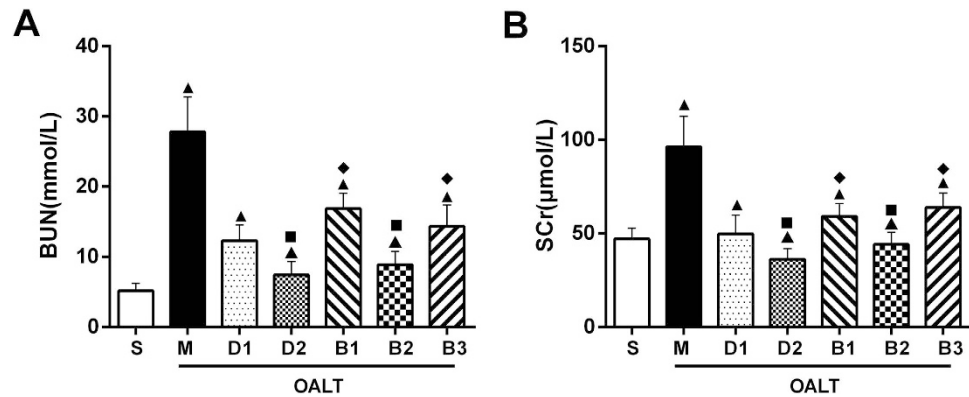 A
BUN(mmol/L)
40
30
20
10
0
S M D1 D2 B1 B2 B3
OALT
B
SCr(μmol/L)
150
100
50
0
S M D1 D2 B1 B2 B3
OALT